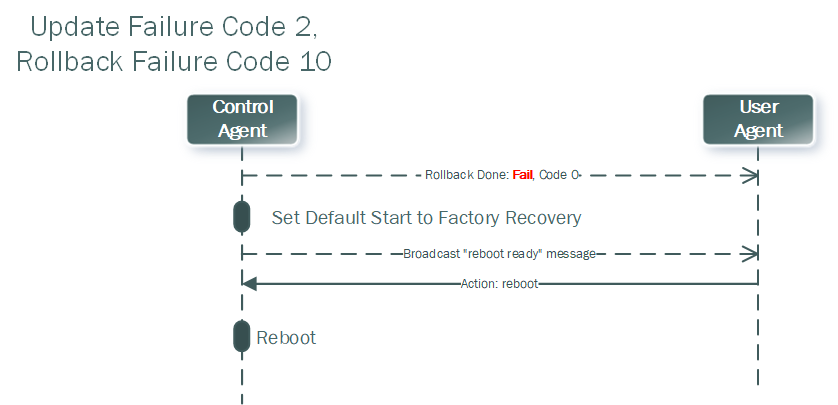 Update Failure Code 2,
Rollback Failure Code 10
Control
Agent
User
Agent
Rollback Done: Fail, Code 0
Set Default Start to Factory Recovery
Broadcast "reboot ready" message
Action: reboot
Reboot